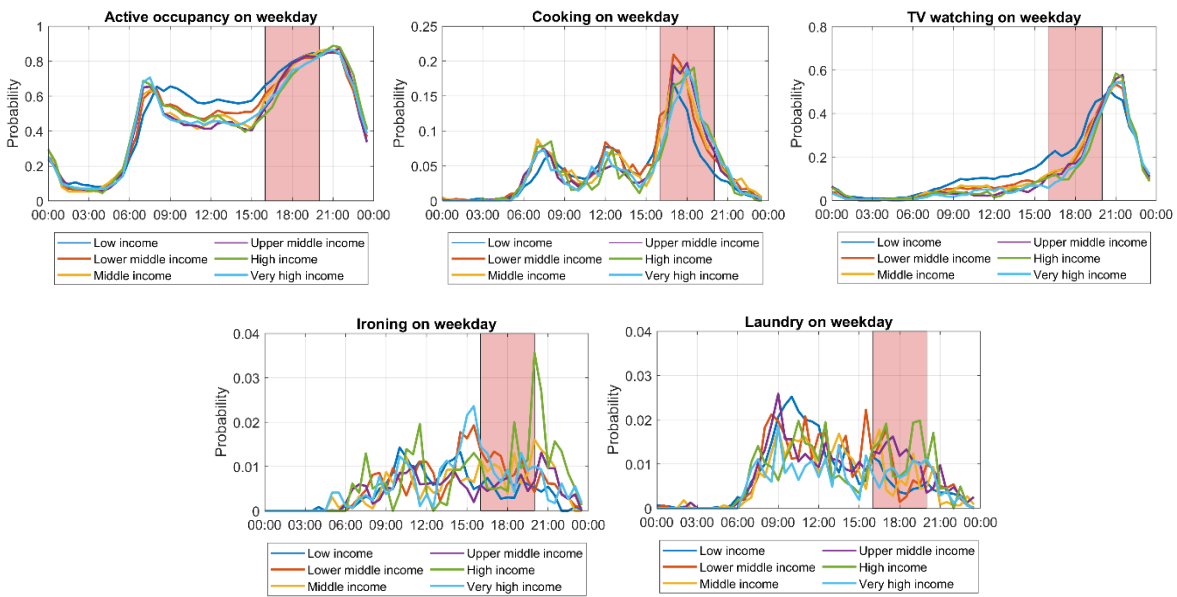 Active occupancy on weekday
Probability
1
0.8
0.6
0.4
0.2
0
00:00 03:00 06:00 09:00 12:00 15:00 18:00 21:00 00:00
Low income Upper middle income
Lower middle income High income
Middle income Very high income
Cooking on weekday
Probability
0.25
0.2
0.15
0.1
0.05
0
00:00 03:00 06:00 09:00 12:00 15:00 18:00 21:00 00:00
Low income Upper middle income
Lower middle income High income
Middle income Very high income
TV watching on weekday
Probability
0.8
0.6
0.4
0.2
0
00:00 03:00 06:00 09:00 12:00 15:00 18:00 21:00 00:00
Low income Upper middle income
Lower middle income High income
Middle income Very high income
Ironing on weekday
Probability
0.04
0.03
0.02
0.01
0
00:00 03:00 06:00 09:00 12:00 15:00 18:00 21:00 00:00
Low income Upper middle income
Lower middle income High income
Middle income Very high income
Laundry on weekday
Probability
0.04
0.03
0.02
0.01
0
00:00 03:00 06:00 09:00 12:00 15:00 18:00 21:00 00:00
Low income Upper middle income
Lower middle income High income
Middle income Very high income